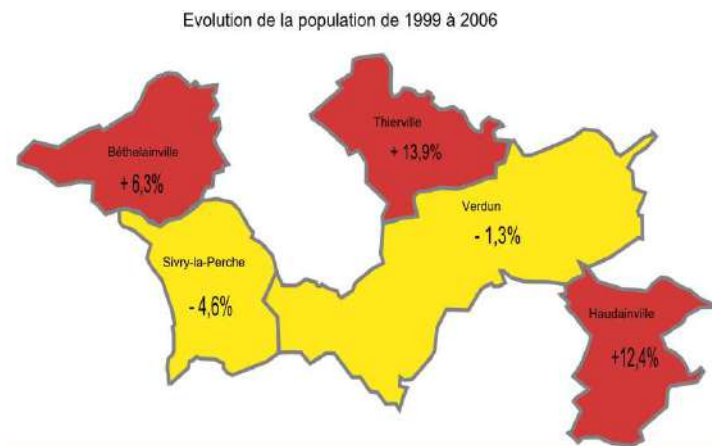 Evolution de la population de 1999 à 2006
Thierville
+ 13,9%
Béthelainville
+ 6,3%
Verdun
- 1,3%
Sivry-la-Perche
- 4,6%
Haudainville
+12,4%